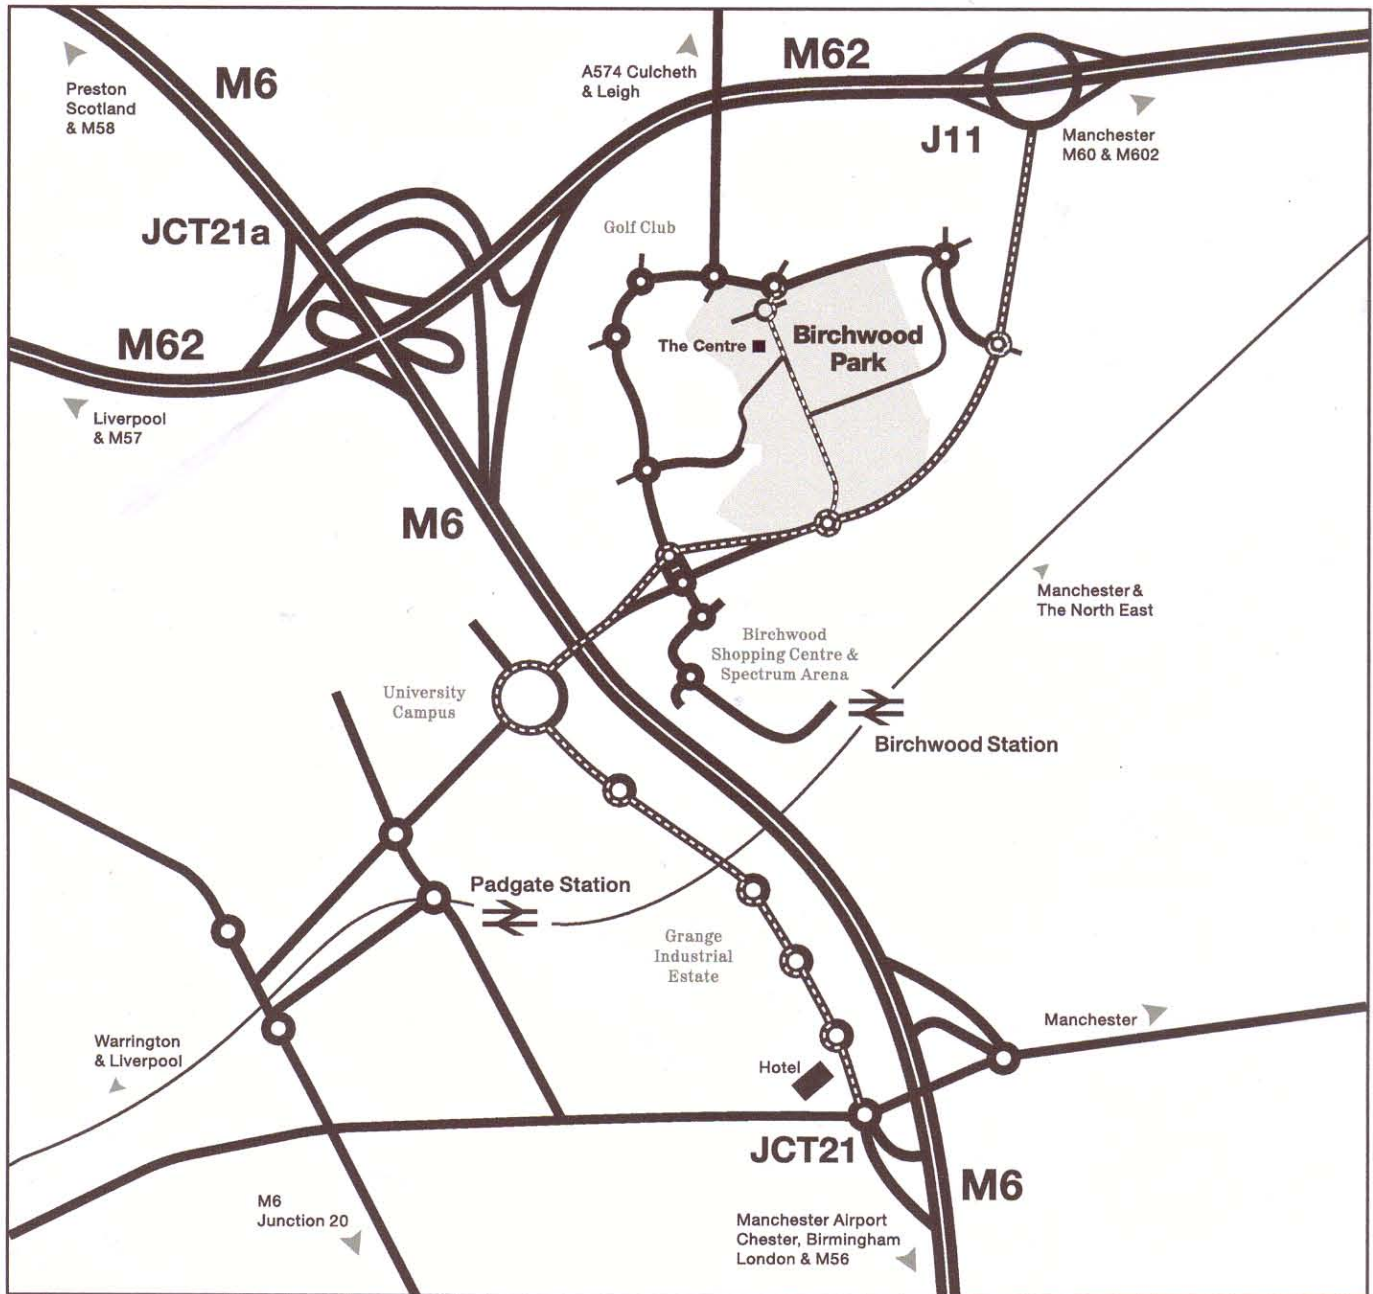 M6
M62
A574 Culcheth
& Leigh
Preston
Scotland
& M58
J11
Manchester
M60 & M602
JCT21a
Golf Club
M62
The Centre
Birchwood
Park
Liverpool
& M57
M6
Manchester &
The North East
Birchwood
Shopping Centre &
Spectrum Arena
University
Campus
Birchwood Station
Padgate Station
Grange
Industrial
Estate
Manchester
Warrington
& Liverpool
Hotel
JCT21
M6
M6
Junction 20
Manchester Airport
Chester, Birmingham
London & M56